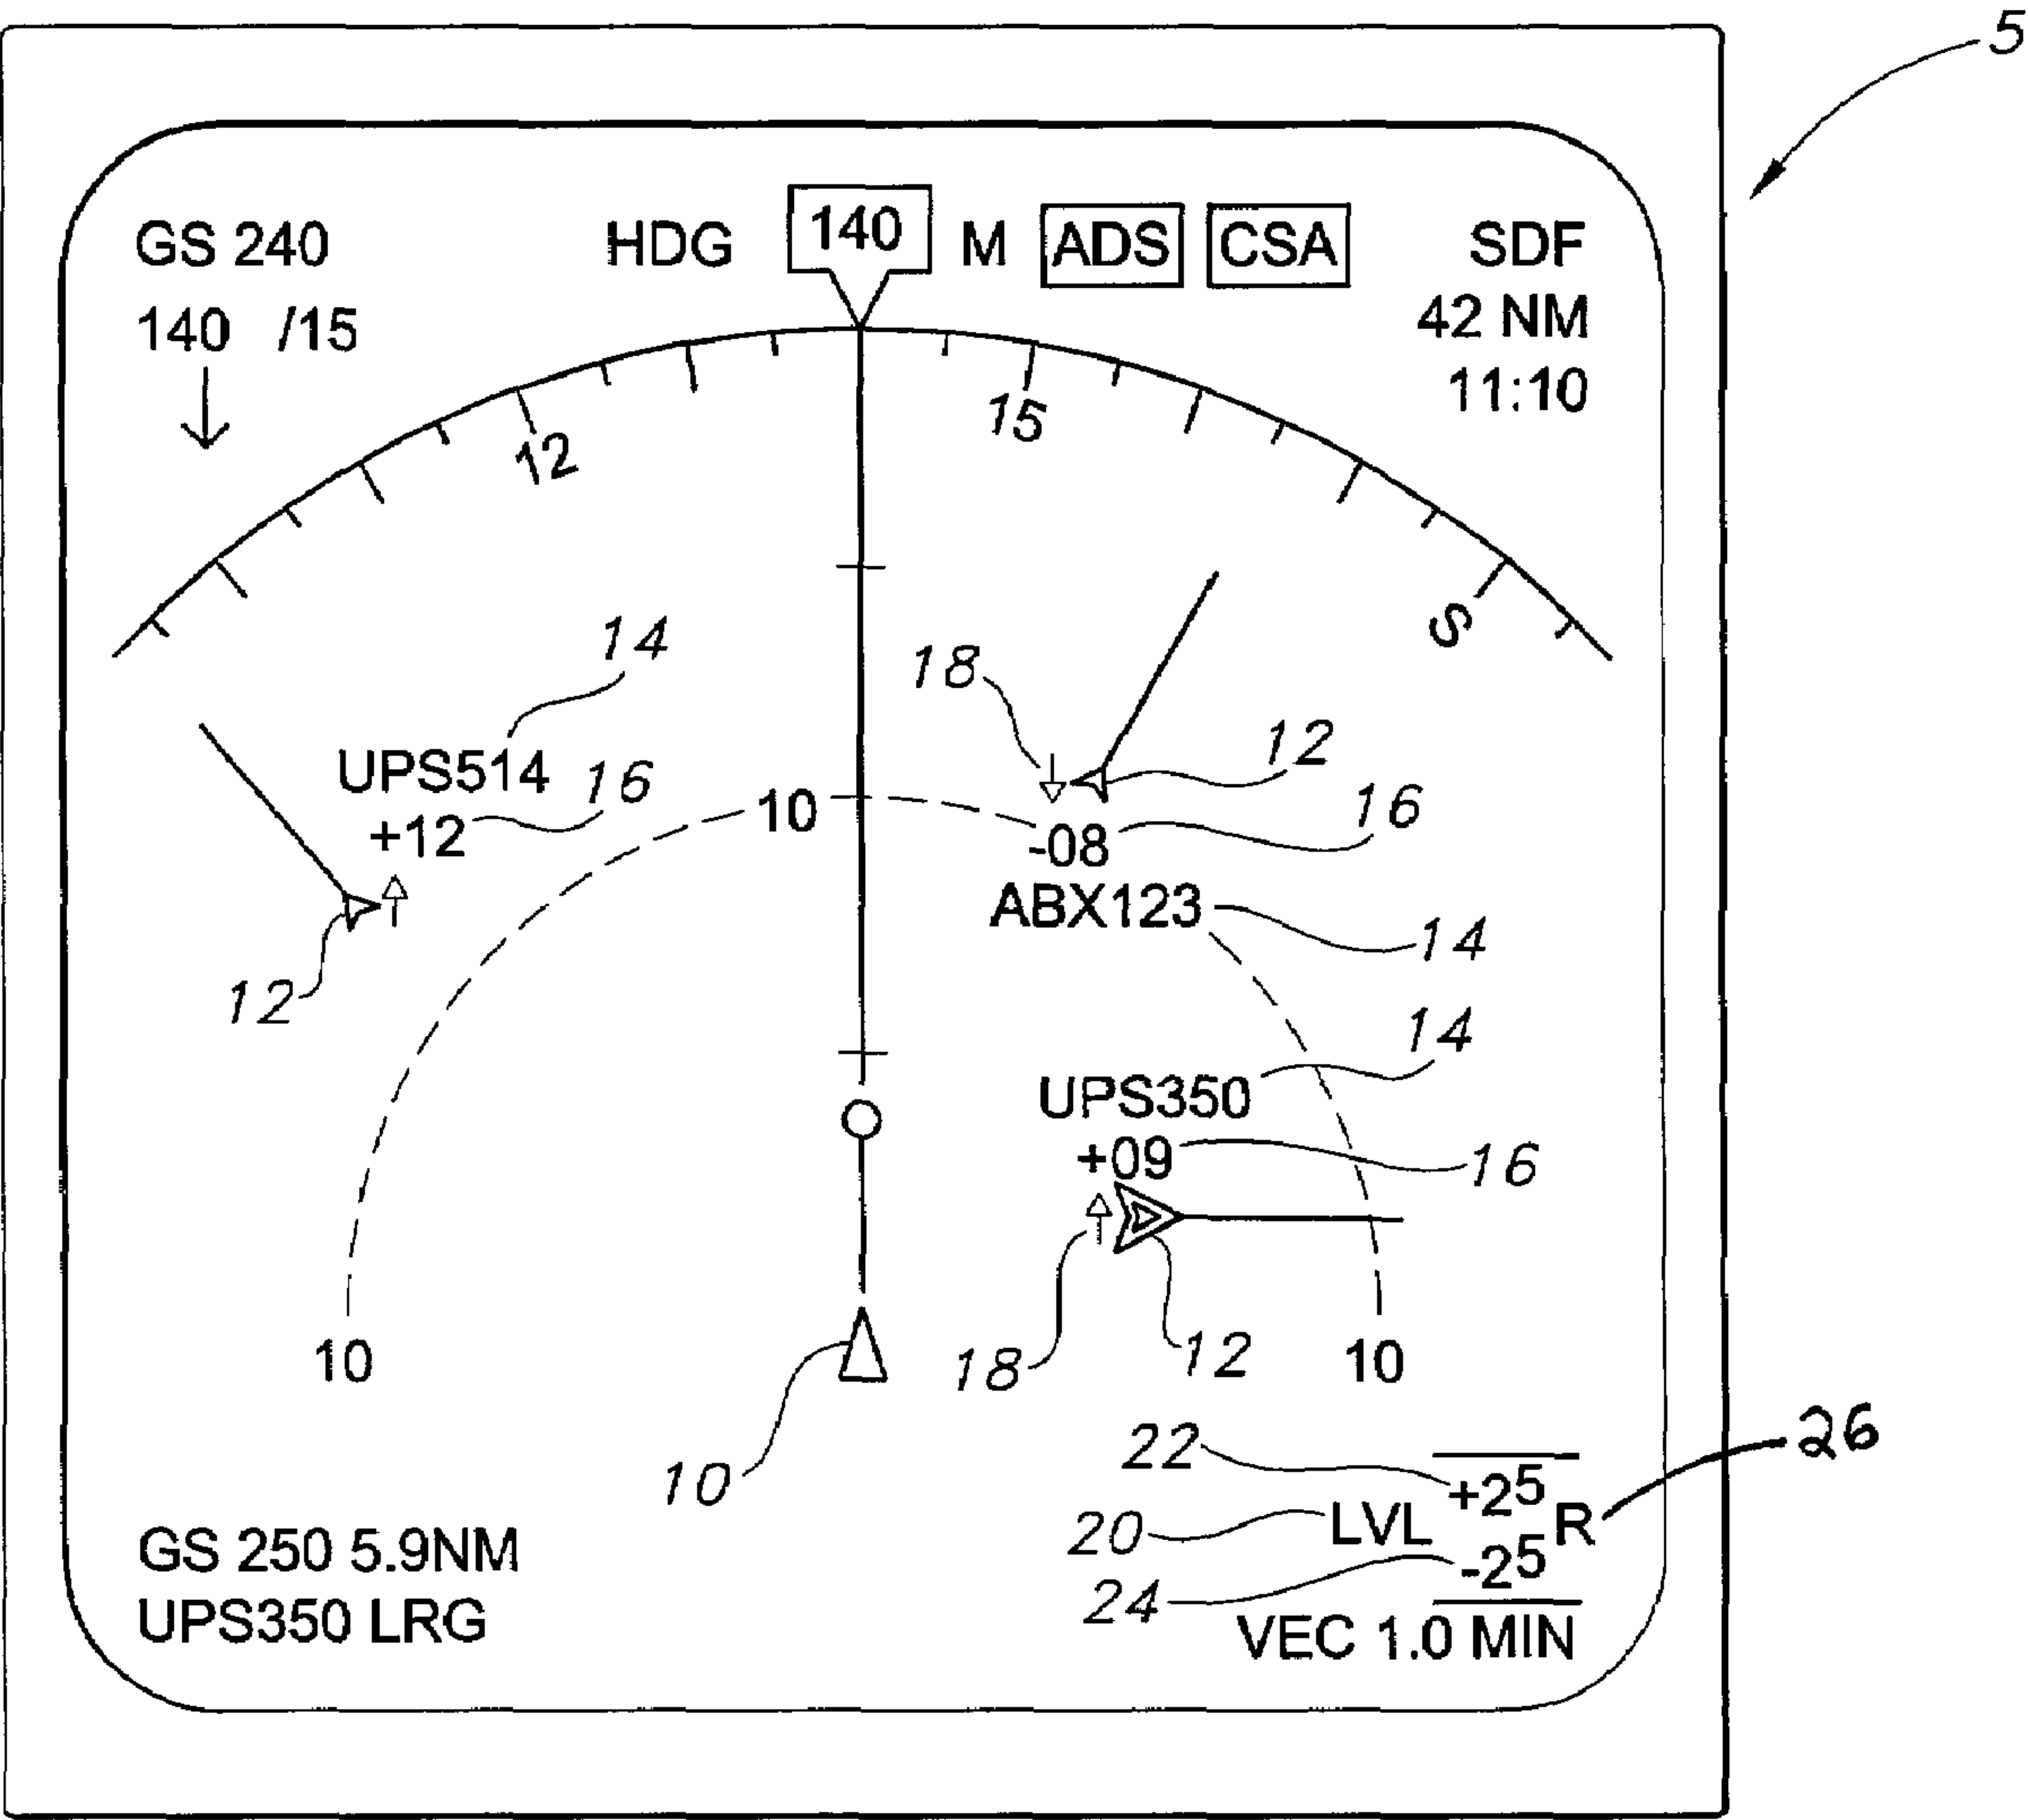 5
GS 240 HDG 140 M ADS CSA SDF
140 /15 42 NM
11:10
12 15
S
14
18
UPS514 16 12
10 16
+12 -08
ABX123 14
12
14
UPS350
+09 16
10 18 12 10
22 26
10 +25
20 LVL R
GS 250 5.9NM -25
24
UPS350 LRG VEC 1.0 MIN